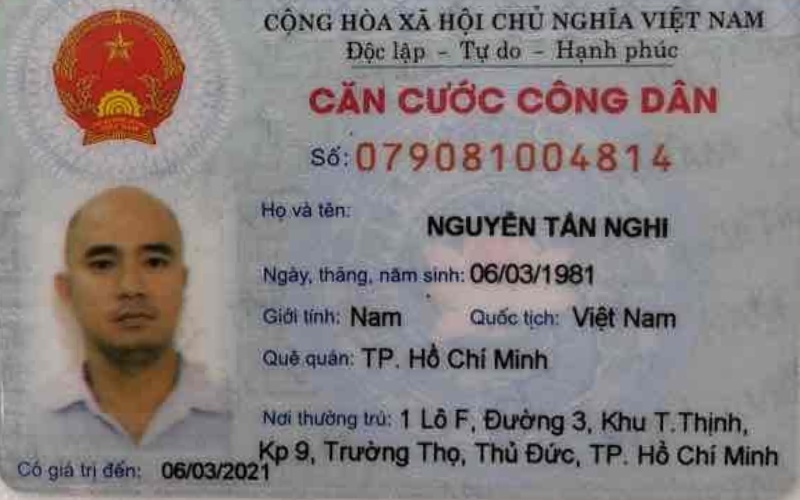 CỘNG HÒA XÃ HỘI CHỦ NGHĨA VIỆT NAM
Độc lập - Tự do - Hạnh phúc
CĂN CƯỚC CÔNG DÂN
Số: 079081004814
Họ và tên: NGUYỄN TẤN NGHI
Ngày, tháng, năm sinh: 06/03/1981
Giới tính: Nam Quốc tịch: Việt Nam
Quê quán: TP. Hồ Chí Minh
Nơi thường trú: 1 Lô F, Đường 3, Khu T.Thịnh,
Kp 9, Trường Thọ, Thủ Đức, TP. Hồ Chí Minh
Có giá trị đến: 06/03/2021